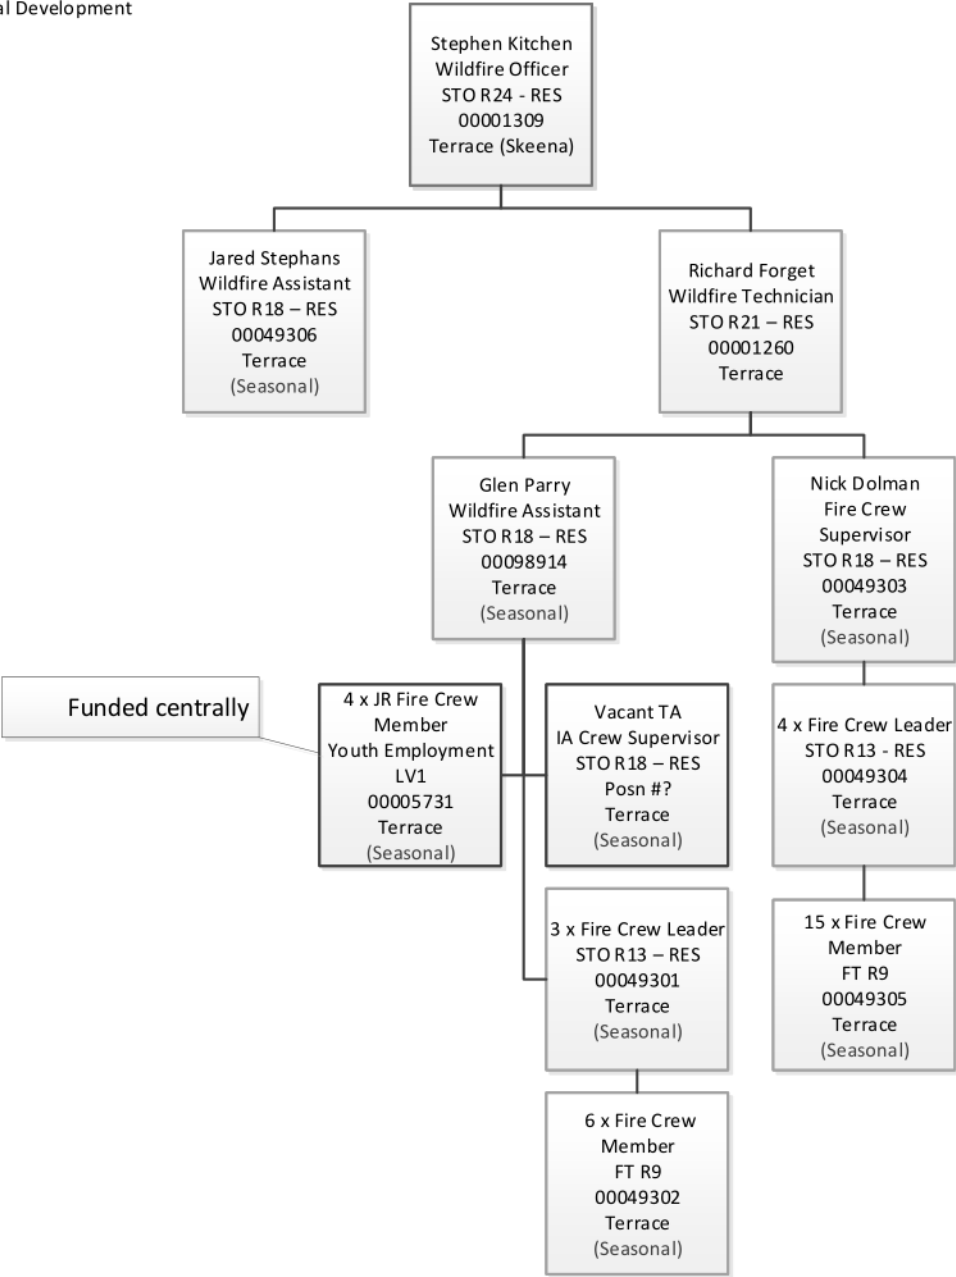 al Development
Stephen Kitchen
Wildfire Officer
STO R24 - RES
00001309
Terrace (Skeena)
Jared Stephans
Wildfire Assistant
STO R18 – RES
00049306
Terrace
(Seasonal)
Richard Forget
Wildfire Technician
STO R21 – RES
00001260
Terrace
Glen Parry
Wildfire Assistant
STO R18 – RES
00098914
Terrace
(Seasonal)
Nick Dolman
Fire Crew
Supervisor
STO R18 – RES
00049303
Terrace
(Seasonal)
Funded centrally
4 x JR Fire Crew
Member
Youth Employment
LV1
00005731
Terrace
(Seasonal)
Vacant TA
IA Crew Supervisor
STO R18 – RES
Posn #?
Terrace
(Seasonal)
4 x Fire Crew Leader
STO R13 - RES
00049304
Terrace
(Seasonal)
3 x Fire Crew Leader
STO R13 – RES
00049301
Terrace
(Seasonal)
15 x Fire Crew
Member
FT R9
00049305
Terrace
(Seasonal)
6 x Fire Crew
Member
FT R9
00049302
Terrace
(Seasonal)